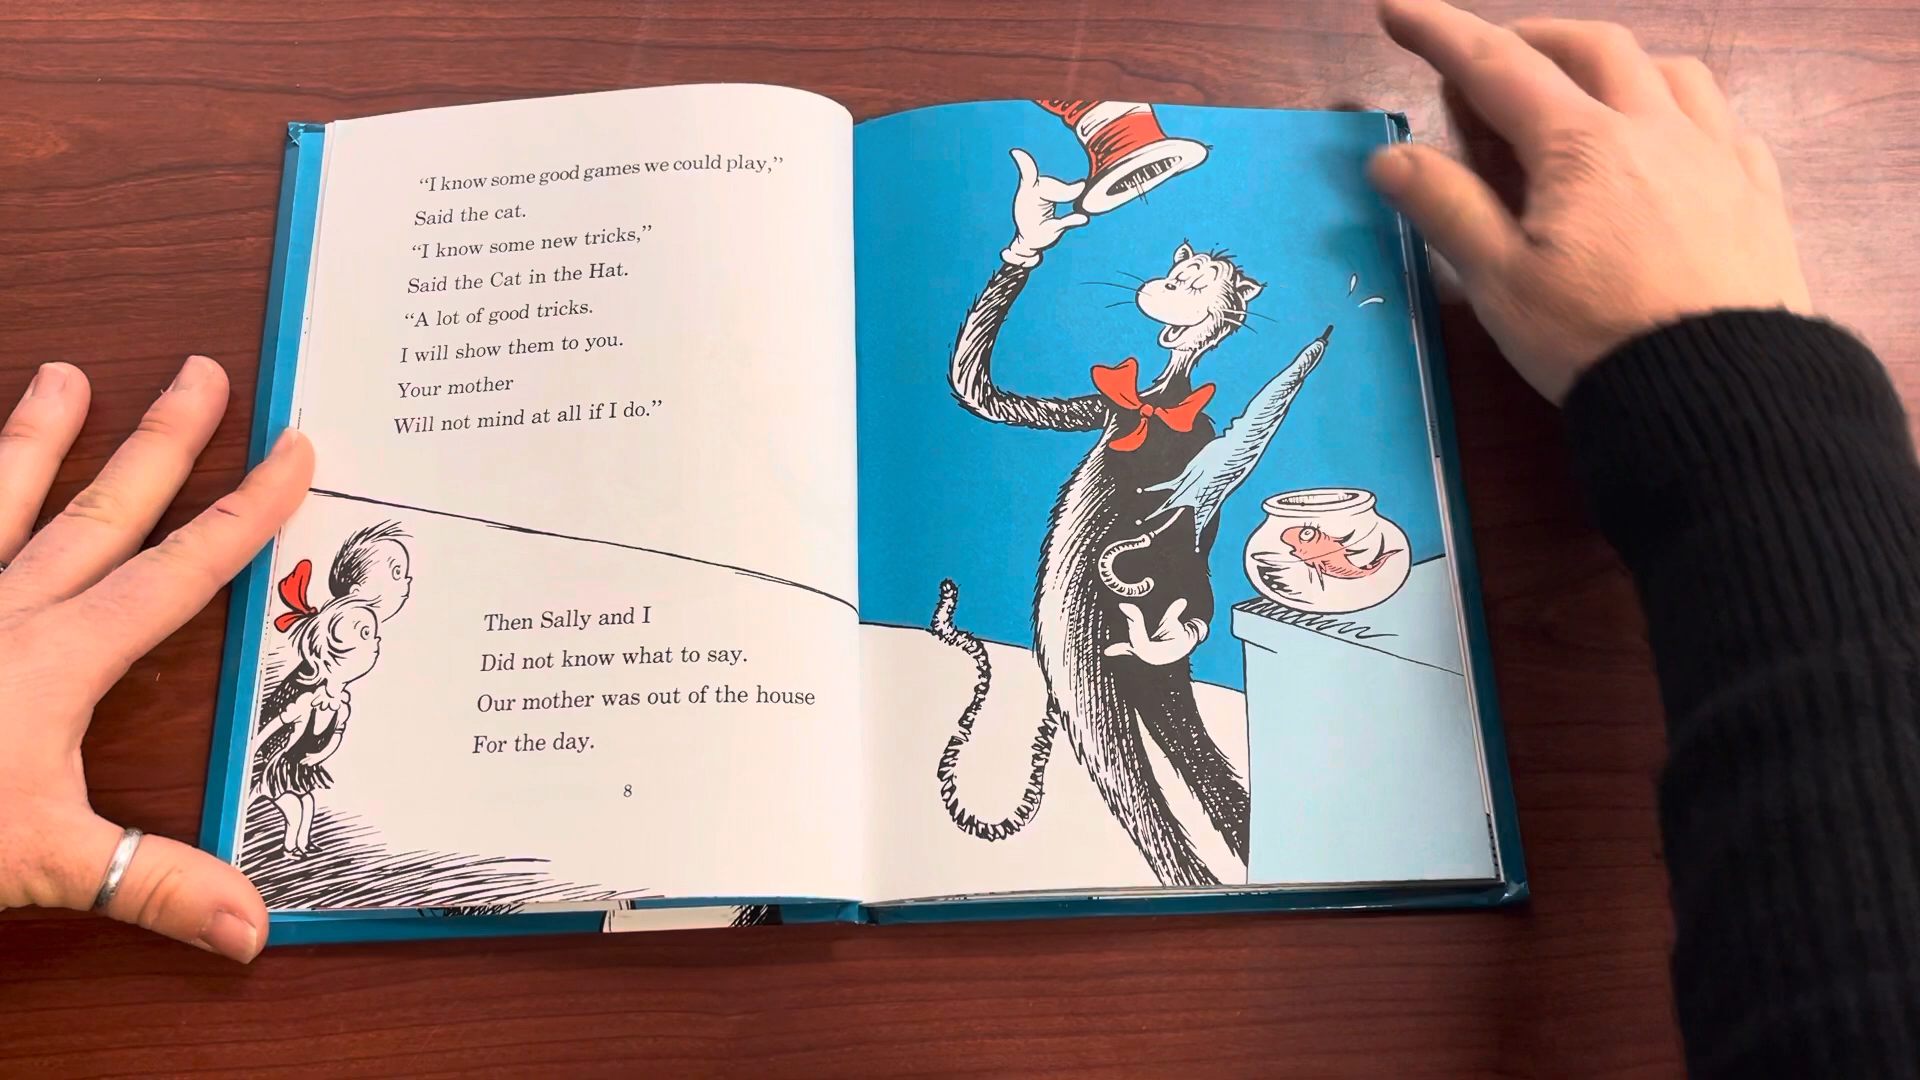 “I know some good games we could play,”
Said the cat.
“I know some new tricks,”
Said the Cat in the Hat.
“A lot of good tricks.
I will show them to you.
Your mother
Will not mind at all if I do.”
Then Sally and I
Did not know what to say.
Our mother was out of the house
For the day.
8